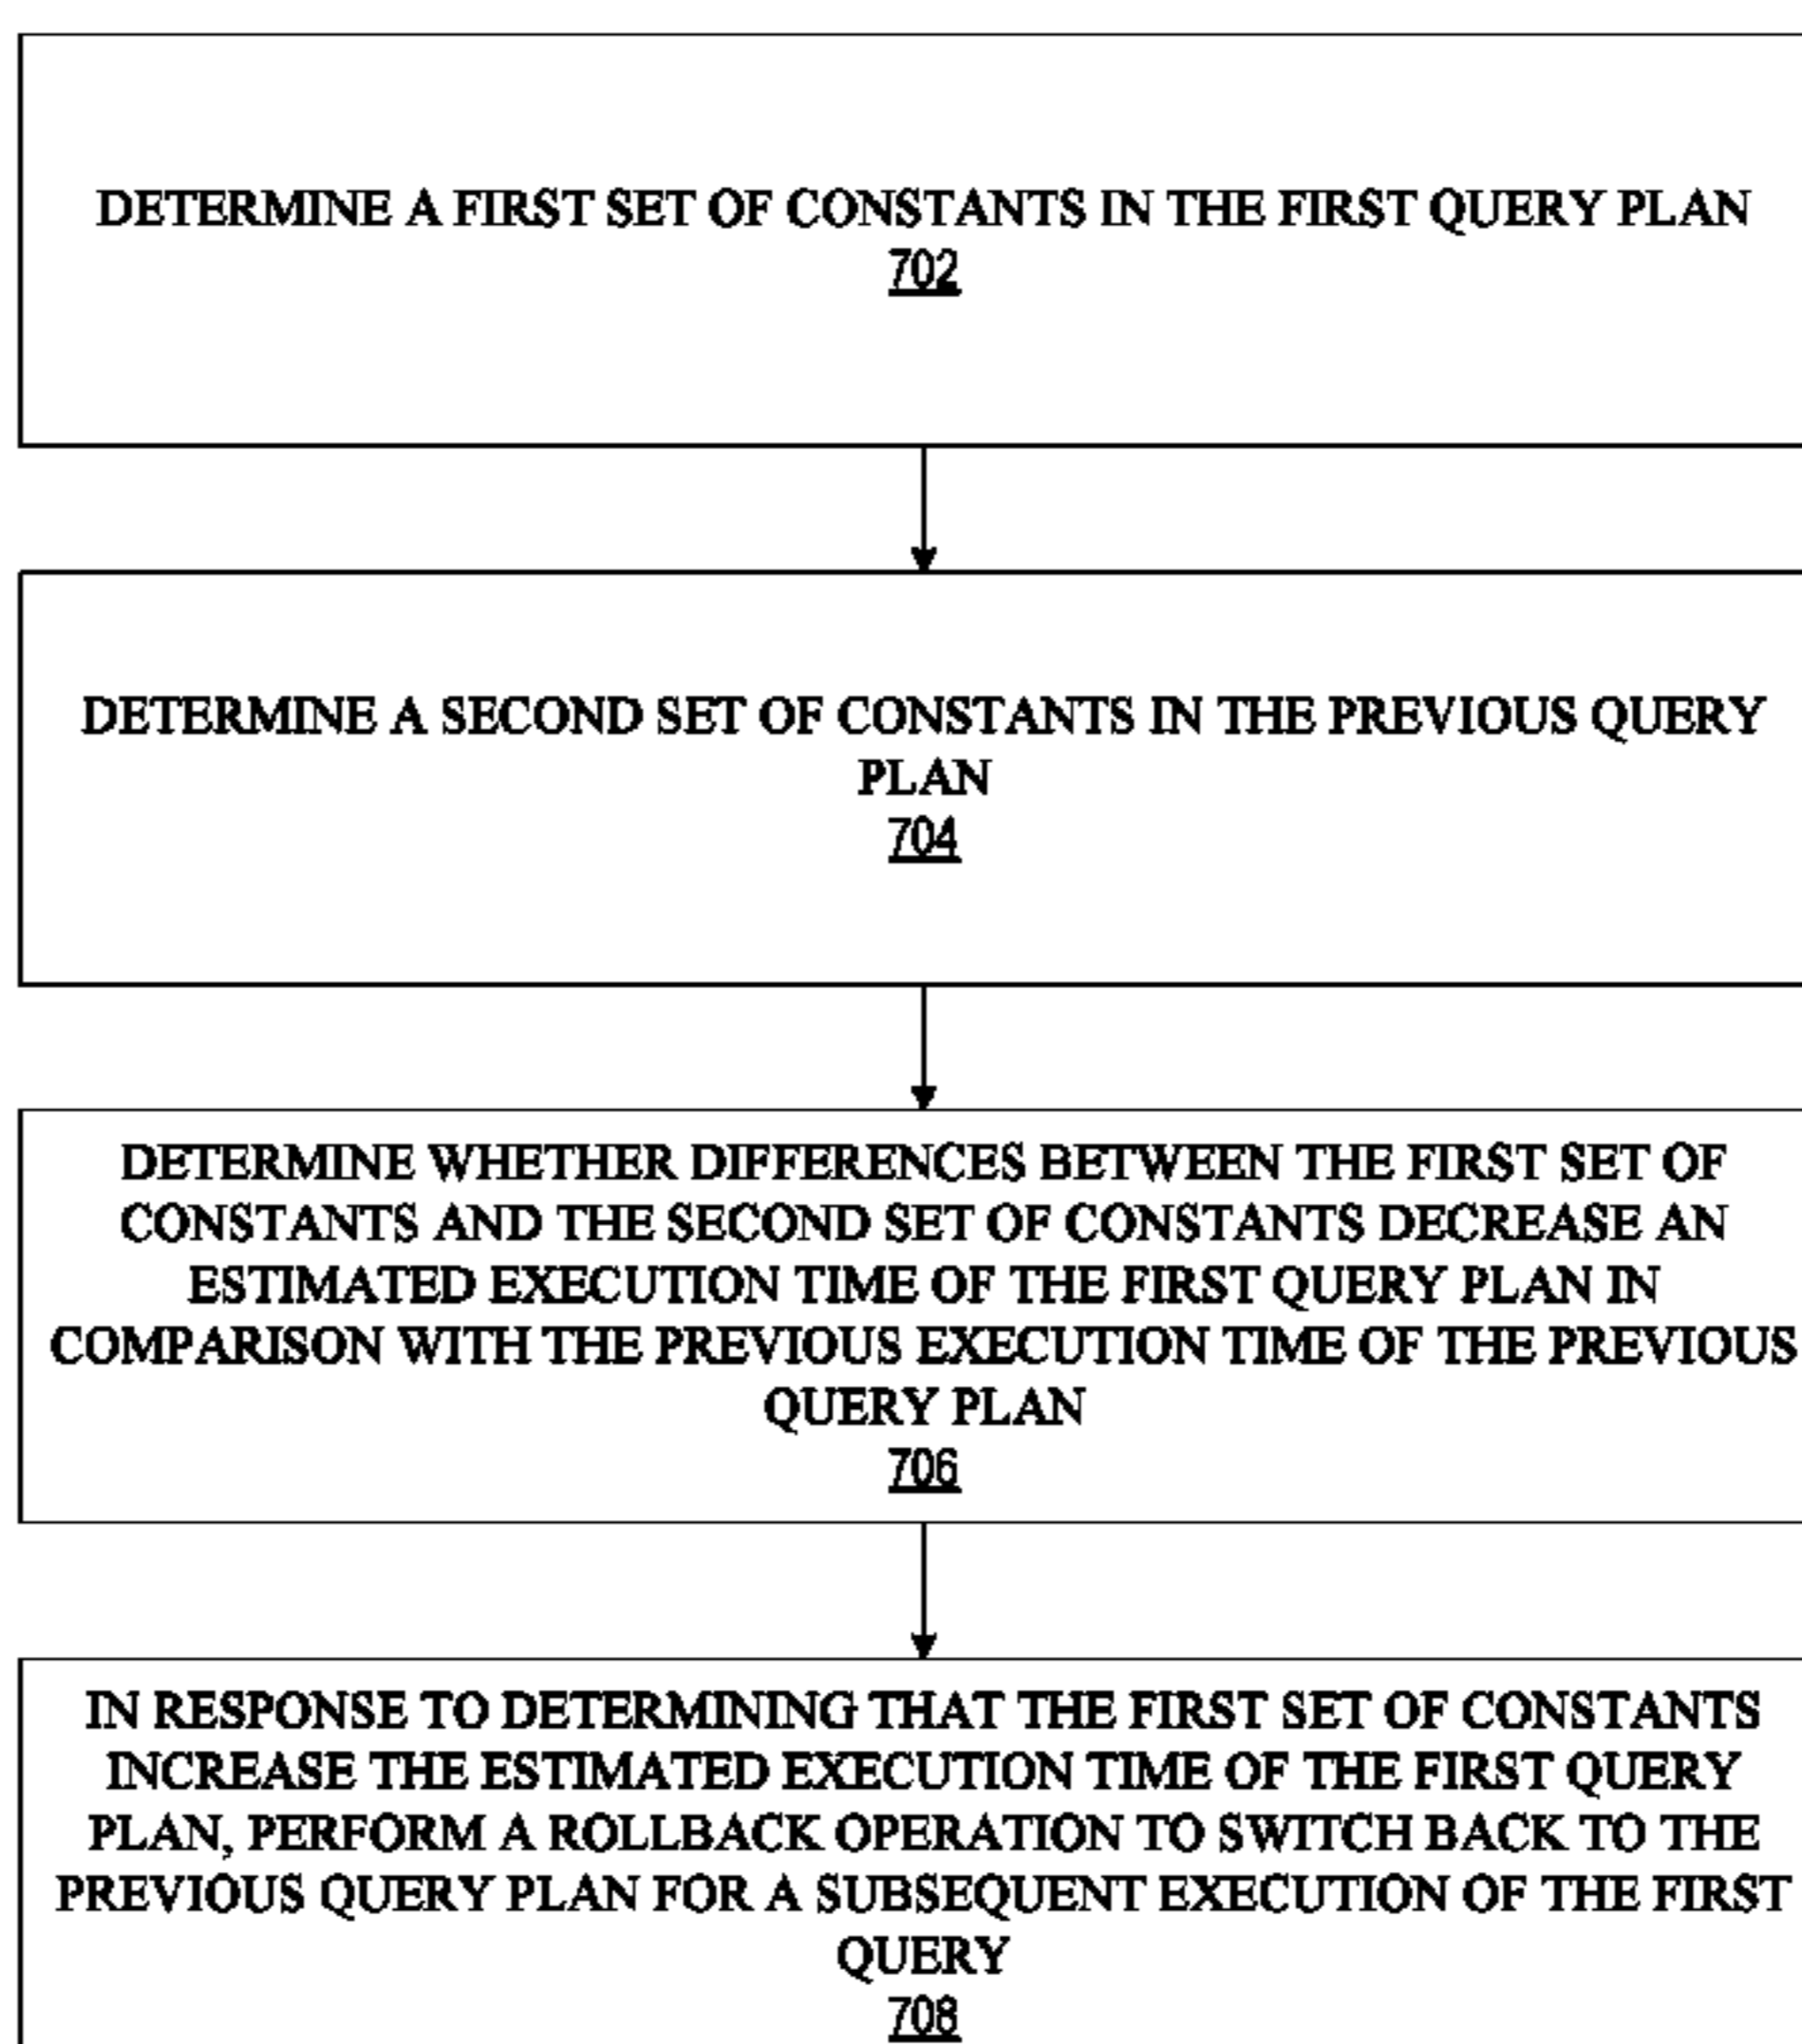 DETERMINE A FIRST SET OF CONSTANTS IN THE FIRST QUERY PLAN
702
DETERMINE A SECOND SET OF CONSTANTS IN THE PREVIOUS QUERY
PLAN
704
DETERMINE WHETHER DIFFERENCES BETWEEN THE FIRST SET OF
CONSTANTS AND THE SECOND SET OF CONSTANTS DECREASE AN
ESTIMATED EXECUTION TIME OF THE FIRST QUERY PLAN IN
COMPARISON WITH THE PREVIOUS EXECUTION TIME OF THE PREVIOUS
QUERY PLAN
706
IN RESPONSE TO DETERMINING THAT THE FIRST SET OF CONSTANTS
INCREASE THE ESTIMATED EXECUTION TIME OF THE FIRST QUERY
PLAN, PERFORM A ROLLBACK OPERATION TO SWITCH BACK TO THE
PREVIOUS QUERY PLAN FOR A SUBSEQUENT EXECUTION OF THE FIRST
QUERY
708